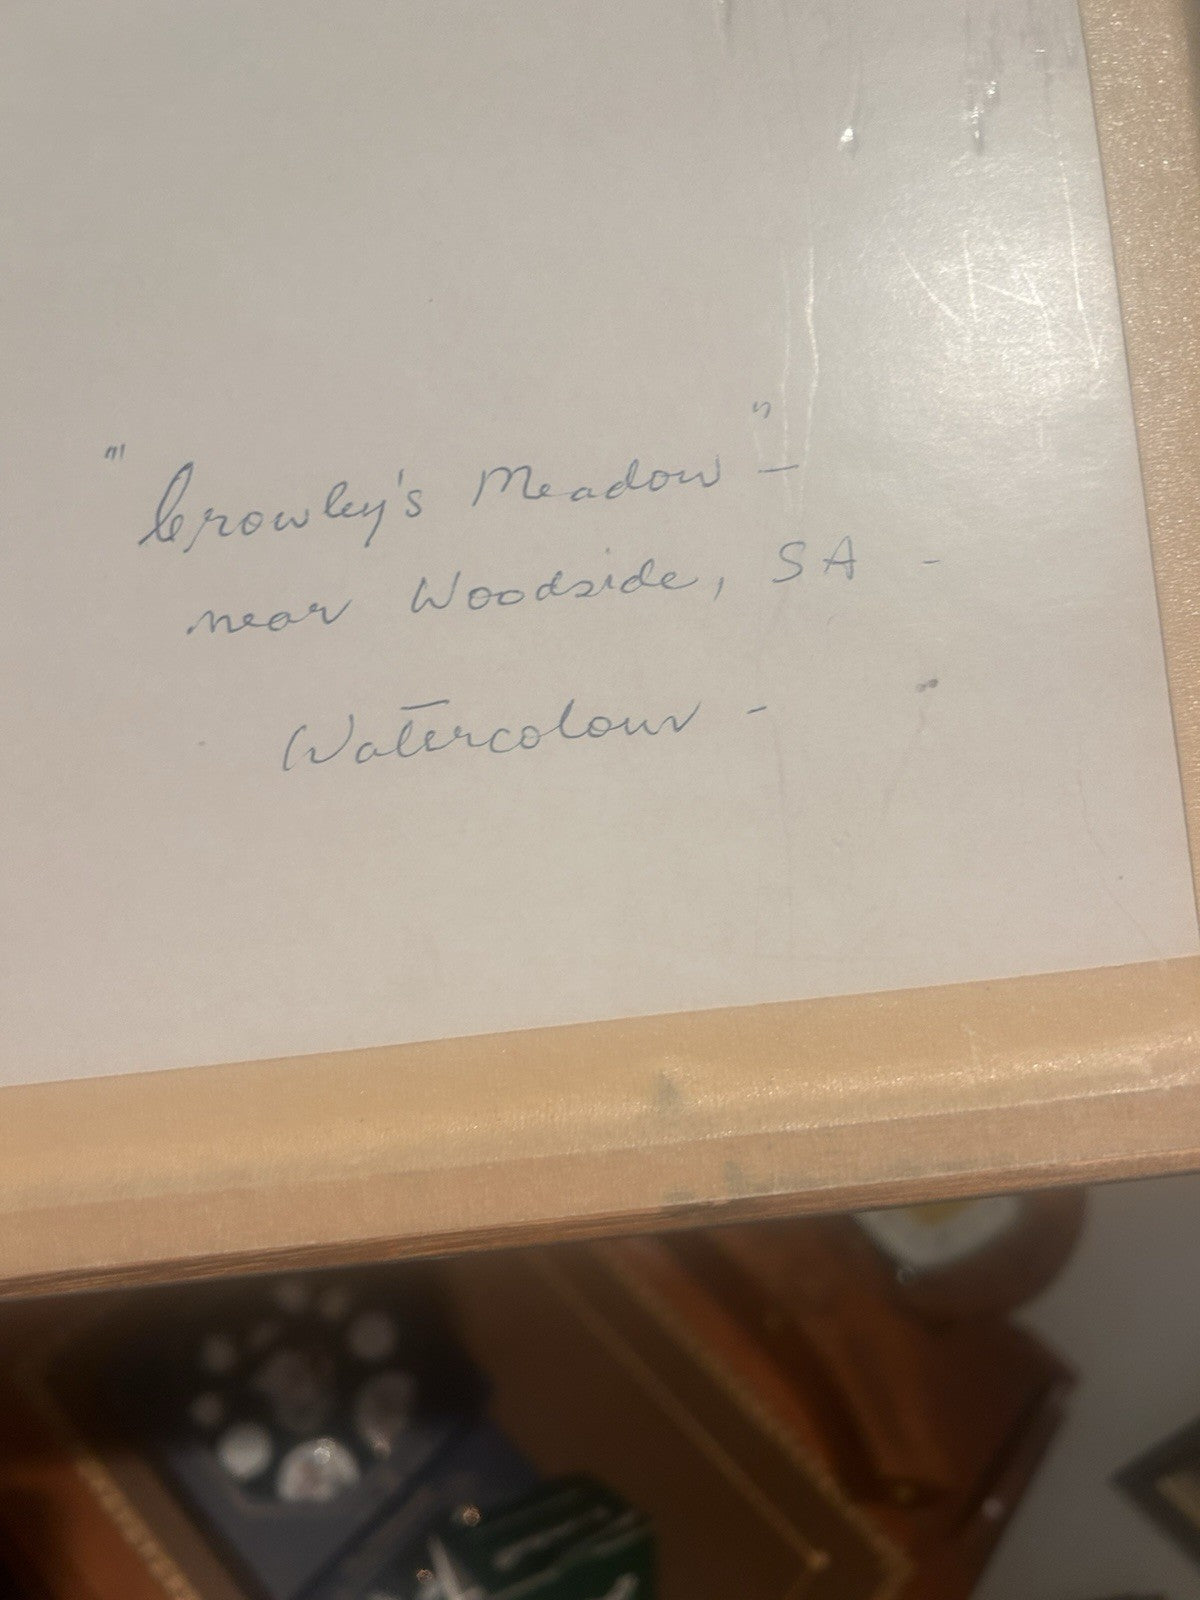 "Crowley's Meadow" -
near Woodside, SA -
Watercolour -